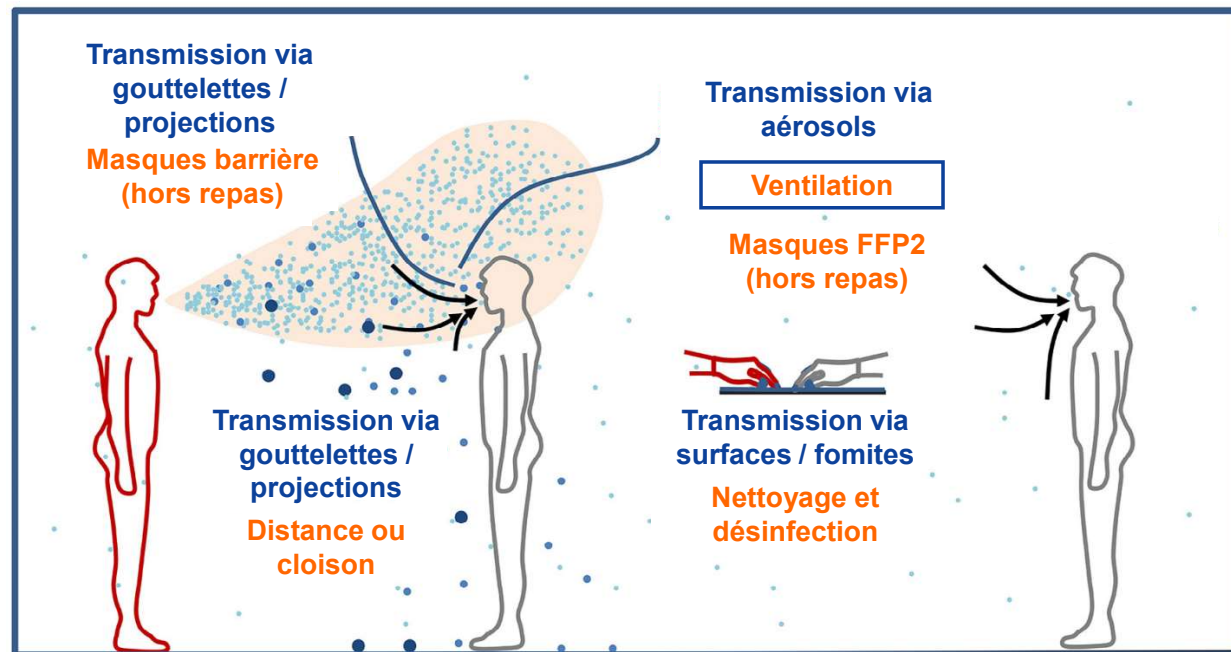 Transmission via
gouttelettes /
projections
Masques barrière
(hors repas)
Transmission via
aérosols
Ventilation
Masques FFP2
(hors repas)
Transmission via
gouttelettes /
projections
Distance ou
cloison
Transmission via
surfaces / fomites
Nettoyage et
désinfection